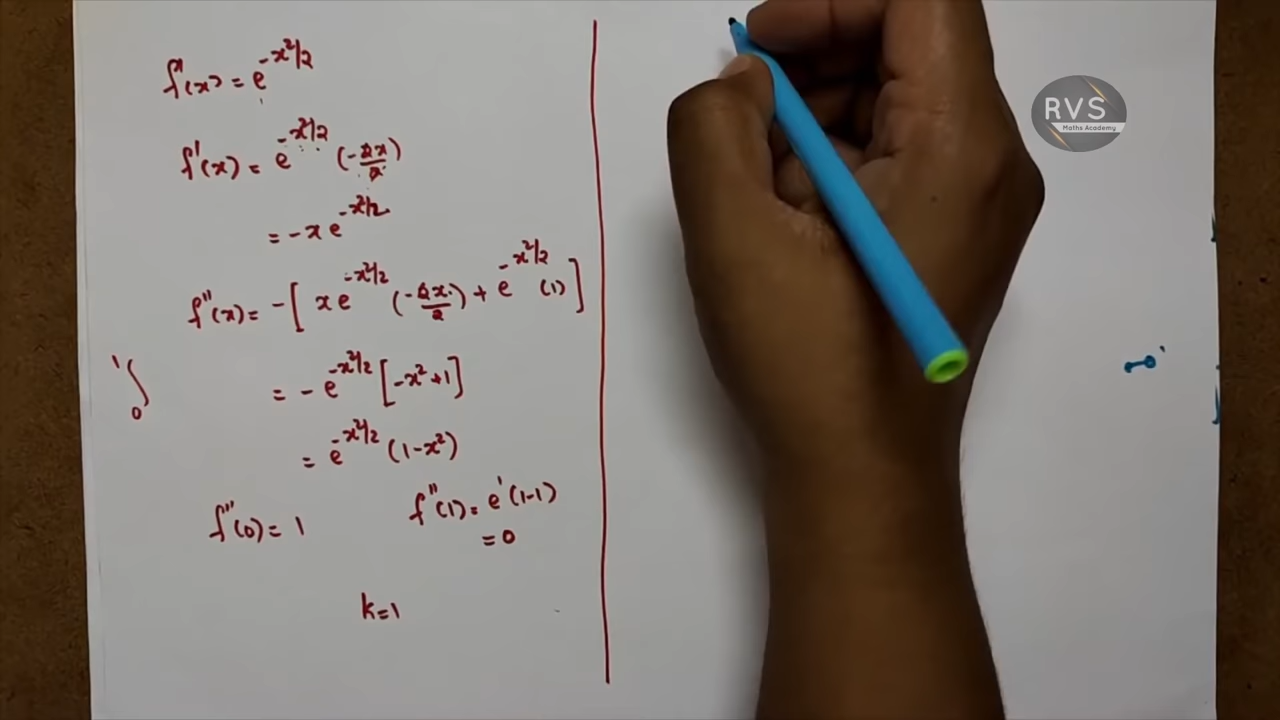 f(x) = e^{-x²/2}
f'(x) = e^{-x²/2} (-2x/2)
= -x e^{-x²/2}
f''(x) = -[ x e^{-x²/2} (-2x/2) + e^{-x²/2} (1) ]
1 ∫ 0
= - e^{-x²/2} [-x² + 1]
= e^{-x²/2} (1-x²)
f''(0) = 1
f''(1) = e' (1-1)
= 0
k=1
RVS
Maths Academy